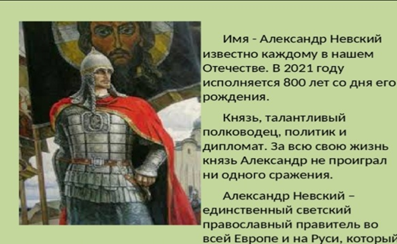 Имя - Александр Невский
известно каждому в нашем
Отечестве. В 2021 году
исполняется 800 лет со дня его
рождения.
Князь, талантливый
полководец, политик и
дипломат. За всю свою жизнь
князь Александр не проиграл
ни одного сражения.
Александр Невский –
единственный светский
православный правитель во
всей Европе и на Руси, который